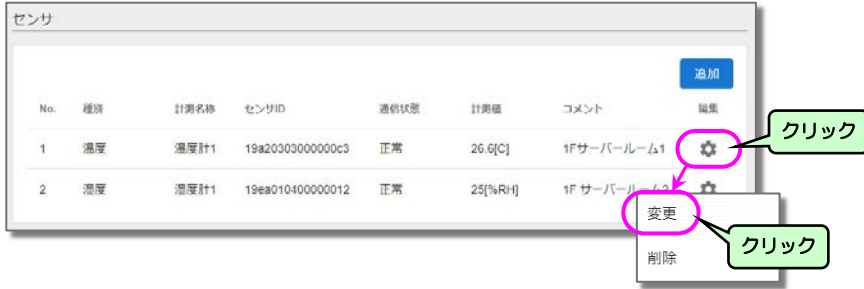 センサ
追加
No. 種別 計測名称 センサID 通信状態 計測値 コメント 編集
1 温度 温度計1 19a20303000000c3 正常 26.6[C] 1Fサーバールーム1
クリック
2 湿度 湿度計1 19ea010400000012 正常 25[%RH] 1F サーバールーム2
変更
クリック
削除